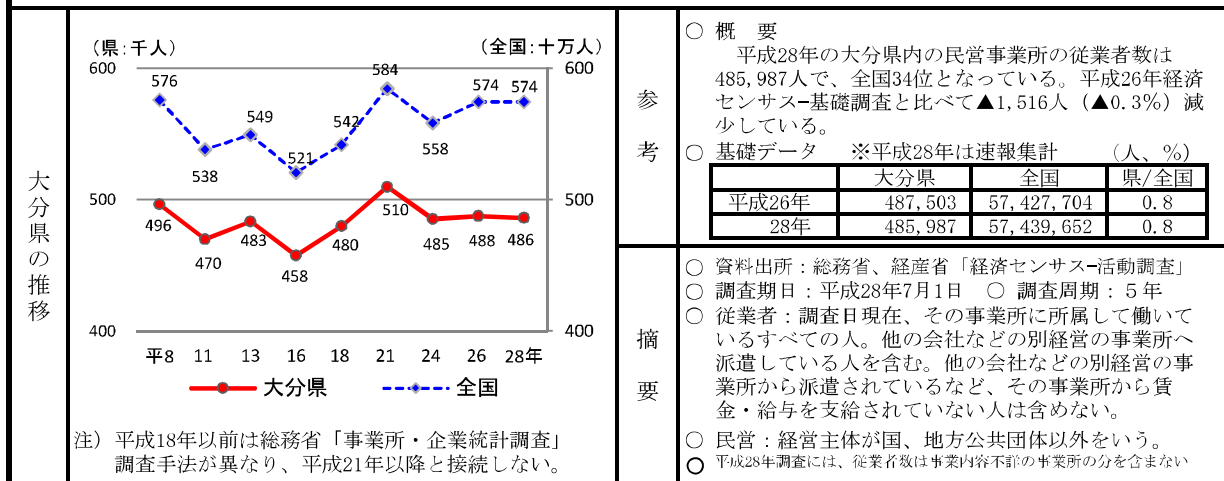 大分県の推移
（県：千人）
（全国：十万人）
600
600
576
538
549
521
542
584
558
574
574
500
500
496
470
483
458
480
510
485
488
486
400
400
平8
11
13
16
18
21
24
26
28年
大分県
全国
注）平成18年以前は総務省「事業所・企業統計調査」
調査手法が異なり、平成21年以降と接続しない。
参考
○ 概　要
平成28年の大分県内の民営事業所の従業者数は
485,987人で、全国34位となっている。平成26年経済
センサス−基礎調査と比べて▲1,516人（▲0.3%）減
少している。
○ 基礎データ　※平成28年は速報集計　（人、%）
大分県　全国　県/全国
平成26年　487,503　57,427,704　0.8
28年　485,987　57,439,652　0.8
摘要
○ 資料出所：総務省、経産省「経済センサス−活動調査」
○ 調査期日：平成28年7月1日　○ 調査周期：５年
○ 従業者：調査日現在、その事業所に所属して働いて
いるすべての人。他の会社などの別経営の事業所へ
派遣している人を含む。他の会社などの別経営の事
業所から派遣されているなど、その事業所から賃
金・給与を支給されていない人は含めない。
○ 民営：経営主体が国、地方公共団体以外をいう。
○ 平成28年調査には、従業者数は事業内容不詳の事業所の分を含まない